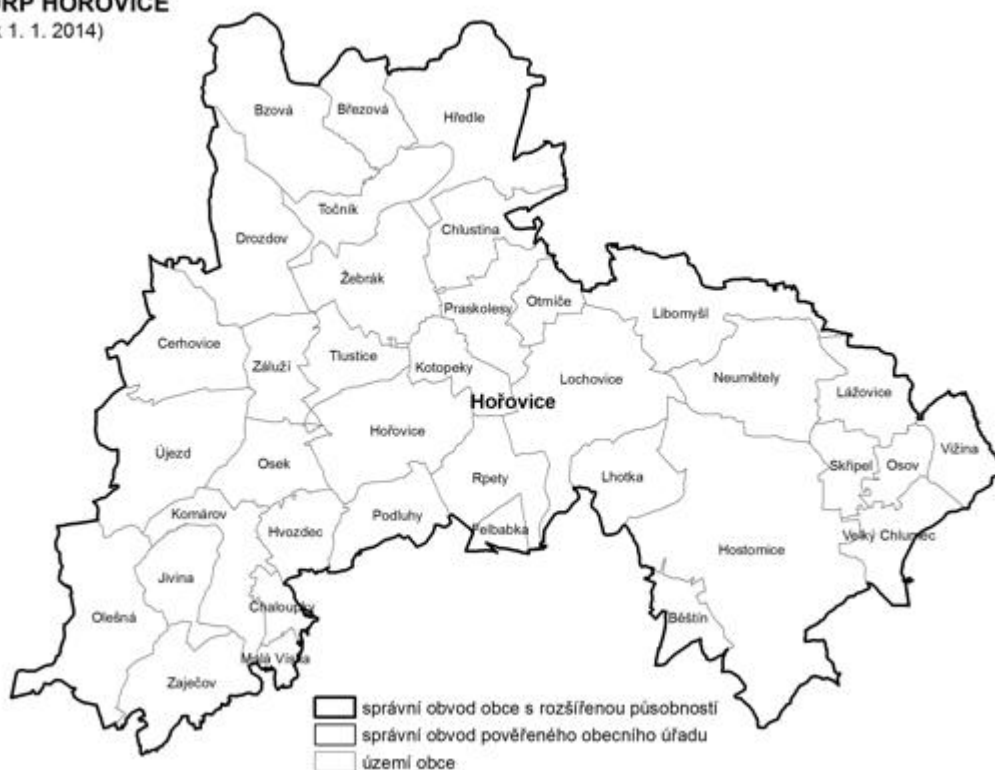 ORP HOŘOVICE
k 1. 1. 2014)
Bzová
Březová
Hředle
Točník
Chlustina
Drozdov
Žebrák
Praskolesy
Otmíče
Libomyšl
Cerhovice
Záluží
Tlustice
Kotopeky
Lochovice
Neumětely
Lážovice
Hořovice
Hořovice
Újezd
Osek
Rpety
Lhotka
Skřipel
Osov
Vižina
Komárov
Hvozdec
Podluhy
Felbabka
Hostomice
Velký Chlumec
Jivina
Olešná
Chaloupky
Běštín
Malá Víska
Zaječov
správní obvod obce s rozšířenou působností
správní obvod pověřeného obecního úřadu
území obce